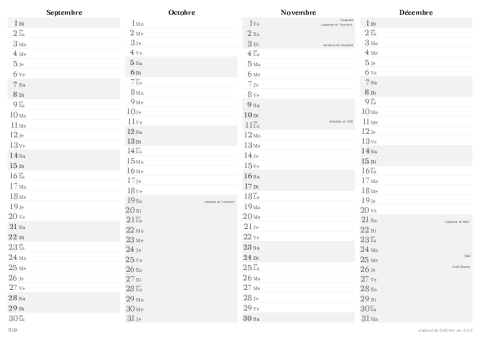 Septembre
1 Di
2 Lu
3 Ma
4 Me
5 Je
6 Ve
7 Sa
8 Di
9 Lu
10 Ma
11 Me
12 Je
13 Ve
14 Sa
15 Di
16 Lu
17 Ma
18 Me
19 Je
20 Ve
21 Sa
22 Di
23 Lu
24 Ma
25 Me
26 Je
27 Ve
28 Sa
29 Di
30 Lu
Octobre
1 Ma
2 Me
3 Je
4 Ve
5 Sa
6 Di
7 Lu
8 Ma
9 Me
10 Je
11 Ve
12 Sa
13 Di
14 Lu
15 Ma
16 Me
17 Je
18 Ve
19 Sa
20 Di
21 Lu
22 Ma
23 Me
24 Je
25 Ve
26 Sa
27 Di
28 Lu
29 Ma
30 Me
31 Je
Novembre
1 Ve
2 Sa
3 Di
4 Lu
5 Ma
6 Me
7 Je
8 Ve
9 Sa
10 Di
11 Lu
12 Ma
13 Me
14 Je
15 Ve
16 Sa
17 Di
18 Lu
19 Ma
20 Me
21 Je
22 Ve
23 Sa
24 Di
25 Lu
26 Ma
27 Me
28 Je
29 Ve
30 Sa
Décembre
1 Di
2 Lu
3 Ma
4 Me
5 Je
6 Ve
7 Sa
8 Di
9 Lu
10 Ma
11 Me
12 Je
13 Ve
14 Sa
15 Di
16 Lu
17 Ma
18 Me
19 Je
20 Ve
21 Sa
22 Di
23 Lu
24 Ma
25 Me
26 Je
27 Ve
28 Sa
29 Di
30 Lu
31 Ma